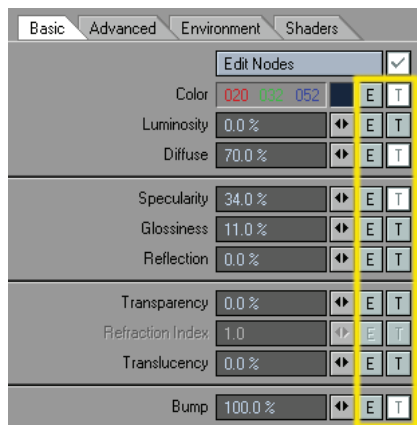 Basic Advanced Environment Shaders
Edit Nodes
Color 020 032 052 E T
Luminosity 0.0 % E T
Diffuse 70.0 % E T
Specularity 34.0 % E T
Glossiness 11.0 % E T
Reflection 0.0 % E T
Transparency 0.0 % E T
Refraction Index 1.0 E T
Translucency 0.0 % E T
Bump 100.0 % E T